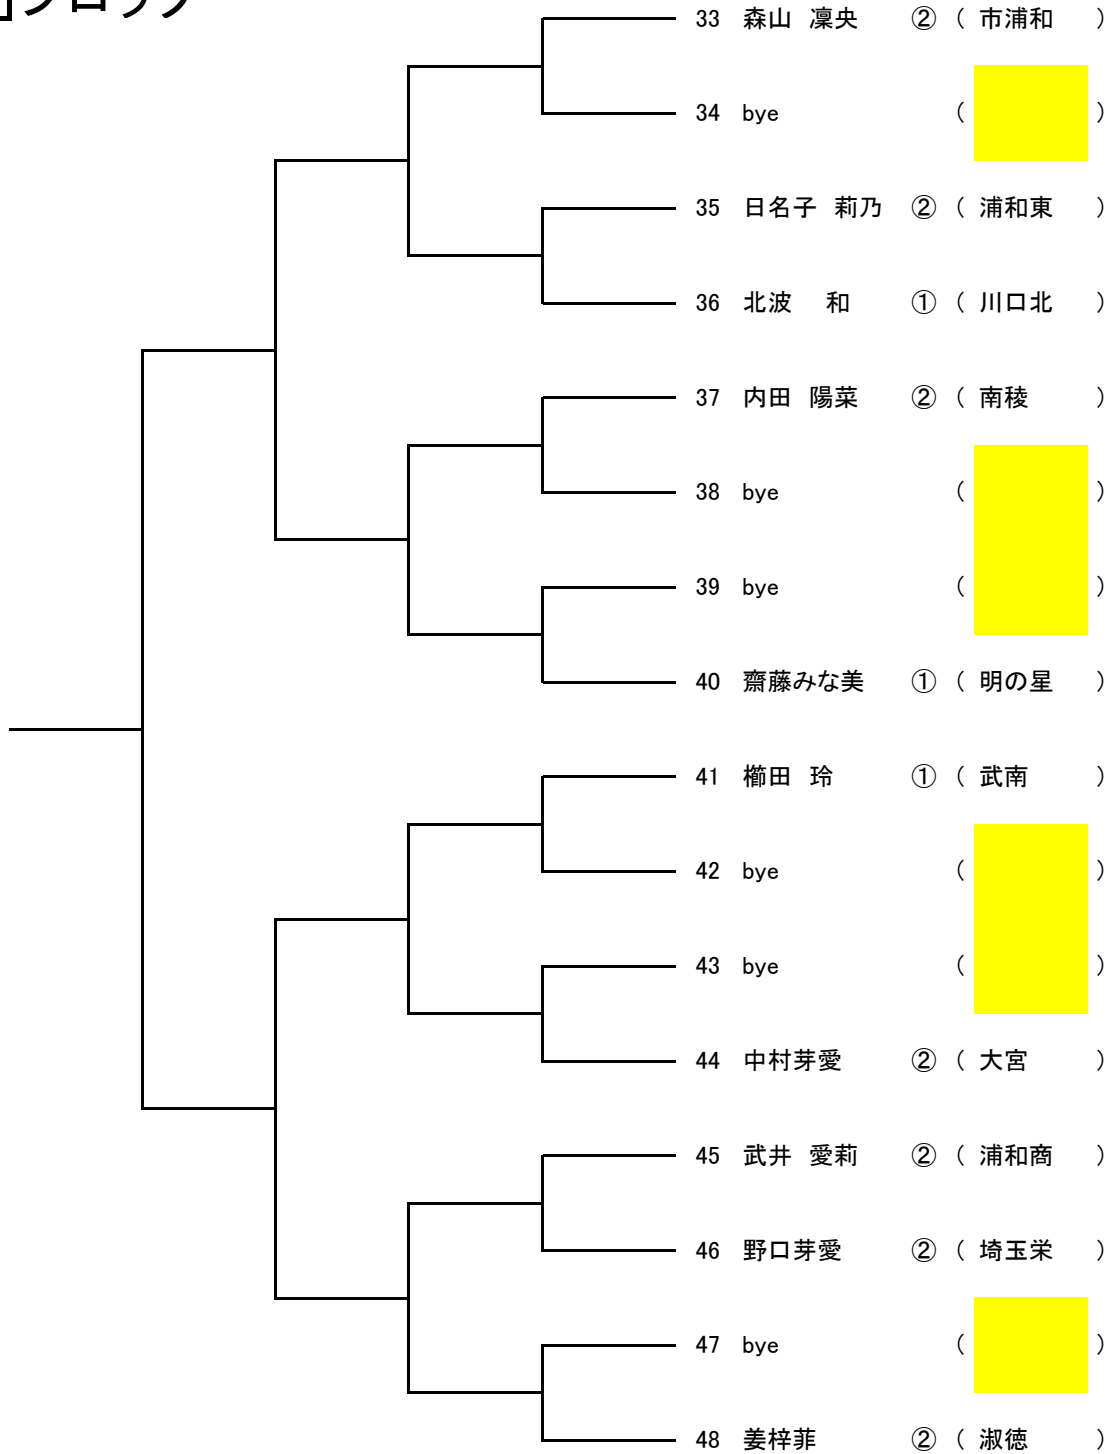 ブロック
33 森山 凜央 ② ( 市浦和 )
34 bye ( )
35 日名子 莉乃 ② ( 浦和東 )
36 北波 和 ① ( 川口北 )
37 内田 陽菜 ② ( 南稜 )
38 bye ( )
39 bye ( )
40 齋藤みな美 ① ( 明の星 )
41 櫛田 玲 ① ( 武南 )
42 bye ( )
43 bye ( )
44 中村芽愛 ② ( 大宮 )
45 武井 愛莉 ② ( 浦和商 )
46 野口芽愛 ② ( 埼玉栄 )
47 bye ( )
48 姜梓菲 ② ( 淑徳 )